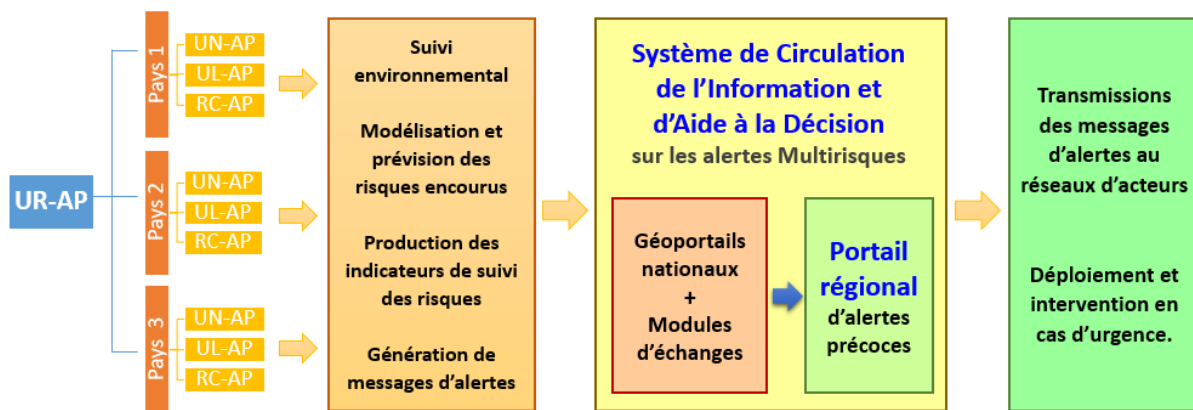 UR-AP
Pays 1
UN-AP
UL-AP
RC-AP
Pays 2
UN-AP
UL-AP
RC-AP
Pays 3
UN-AP
UL-AP
RC-AP
Suivi
environnemental
Modélisation et
prévision des
risques encourus
Production des
indicateurs de suivi
des risques
Génération de
messages d’alertes
Système de Circulation
de l’Information et
d’Aide à la Décision
sur les alertes Multirisques
Géoportails
nationaux
+
Modules
d’échanges
Portail
régional
d’alertes
précoces
Transmissions
des messages
d’alertes au
réseaux d’acteurs
Déploiement et
intervention en
cas d’urgence.